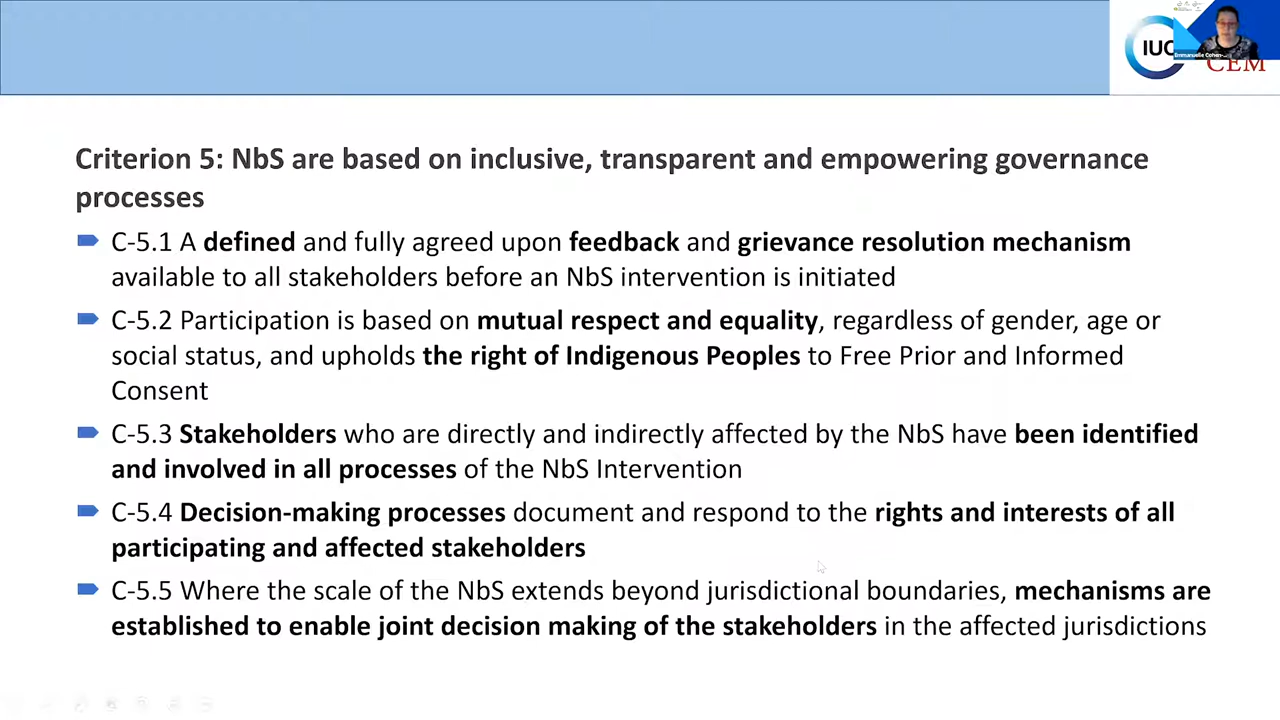 IUC
Emmanuelle Cohen-
CEM
Criterion 5: NbS are based on inclusive, transparent and empowering governance
processes
C-5.1 A defined and fully agreed upon feedback and grievance resolution mechanism
available to all stakeholders before an NbS intervention is initiated
C-5.2 Participation is based on mutual respect and equality, regardless of gender, age or
social status, and upholds the right of Indigenous Peoples to Free Prior and Informed
Consent
C-5.3 Stakeholders who are directly and indirectly affected by the NbS have been identified
and involved in all processes of the NbS Intervention
C-5.4 Decision-making processes document and respond to the rights and interests of all
participating and affected stakeholders
C-5.5 Where the scale of the NbS extends beyond jurisdictional boundaries, mechanisms are
established to enable joint decision making of the stakeholders in the affected jurisdictions